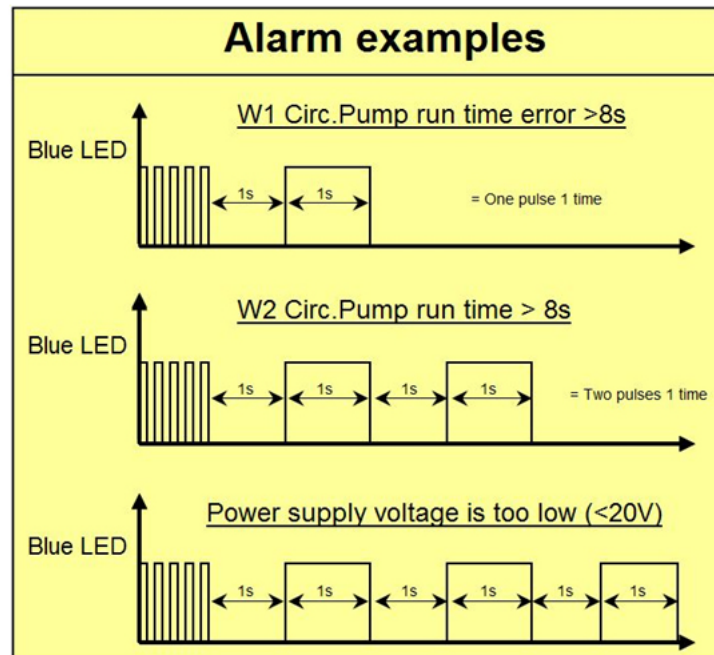 Alarm examples
W1 Circ.Pump run time error >8s
Blue LED
1s 1s
= One pulse 1 time
W2 Circ.Pump run time > 8s
Blue LED
1s 1s 1s 1s
= Two pulses 1 time
Power supply voltage is too low (<20V)
Blue LED
1s 1s 1s 1s 1s 1s